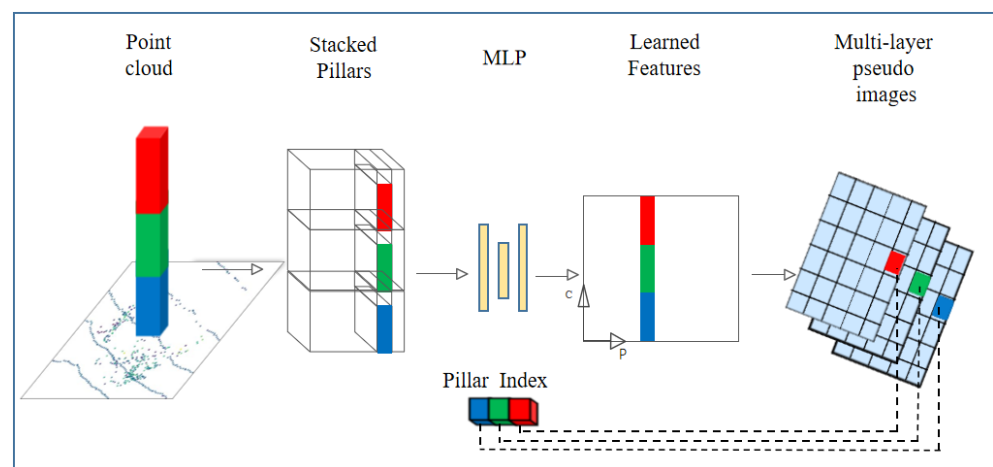 Point
cloud
Stacked
Pillars
MLP
Learned
Features
Multi-layer
pseudo
images
C
P
Pillar Index